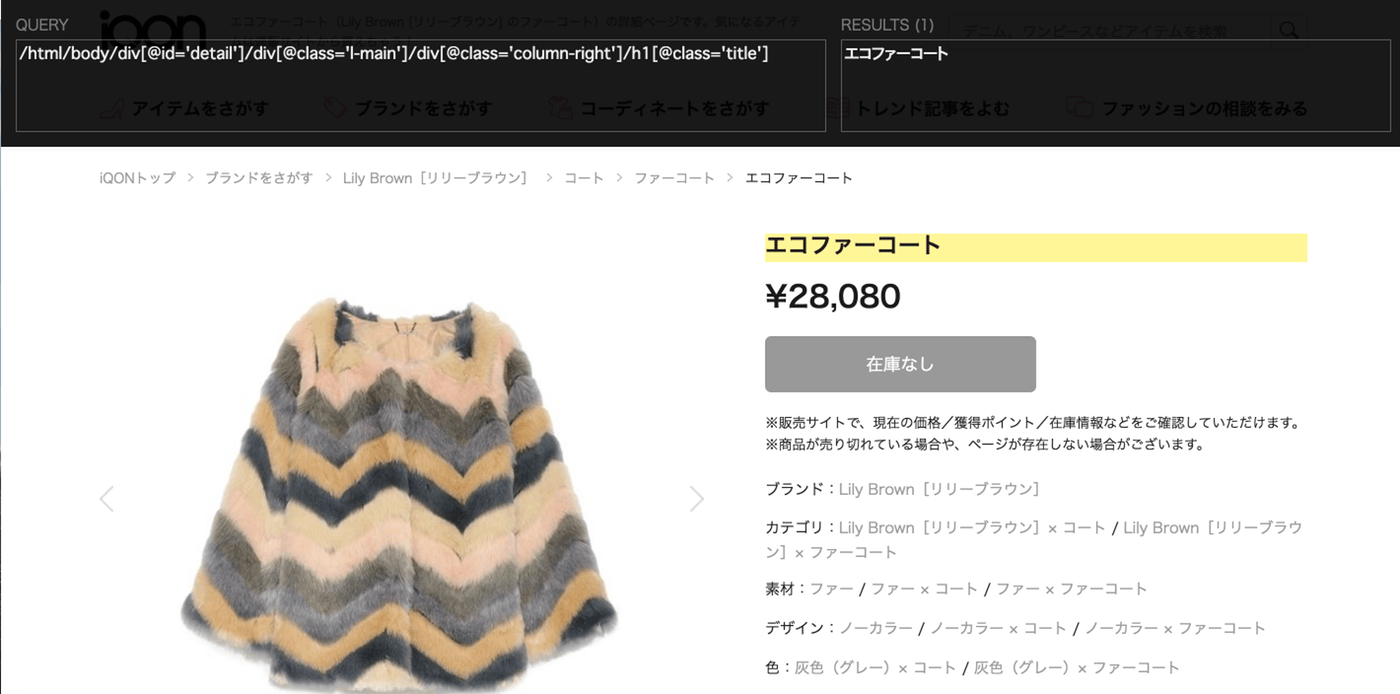 QUERY
/html/body/div[@id='detail']/div[@class='l-main']/div[@class='column-right']/h1[@class='title']
RESULTS (1)
エコファーコート
iqon
エコファーコート（Lily Brown [リリーブラウン] のファーコート）の詳細ページです。気になるアイテ
デニム、ワンピースなどアイテムを検索
アイテムをさがす
ブランドをさがす
コーディネートをさがす
トレンド記事をよむ
ファッションの相談をみる
iQONトップ > ブランドをさがす > Lily Brown［リリーブラウン］ > コート > ファーコート > エコファーコート
エコファーコート
¥28,080
在庫なし
※販売サイトで、現在の価格／獲得ポイント／在庫情報などをご確認していただけます。
※商品が売り切れている場合や、ページが存在しない場合がございます。
ブランド：Lily Brown［リリーブラウン］
カテゴリ：Lily Brown［リリーブラウン］× コート / Lily Brown［リリーブラウ
ン］× ファーコート
素材：ファー / ファー × コート / ファー × ファーコート
デザイン：ノーカラー / ノーカラー × コート / ノーカラー × ファーコート
色：灰色（グレー）× コート / 灰色（グレー）× ファーコート